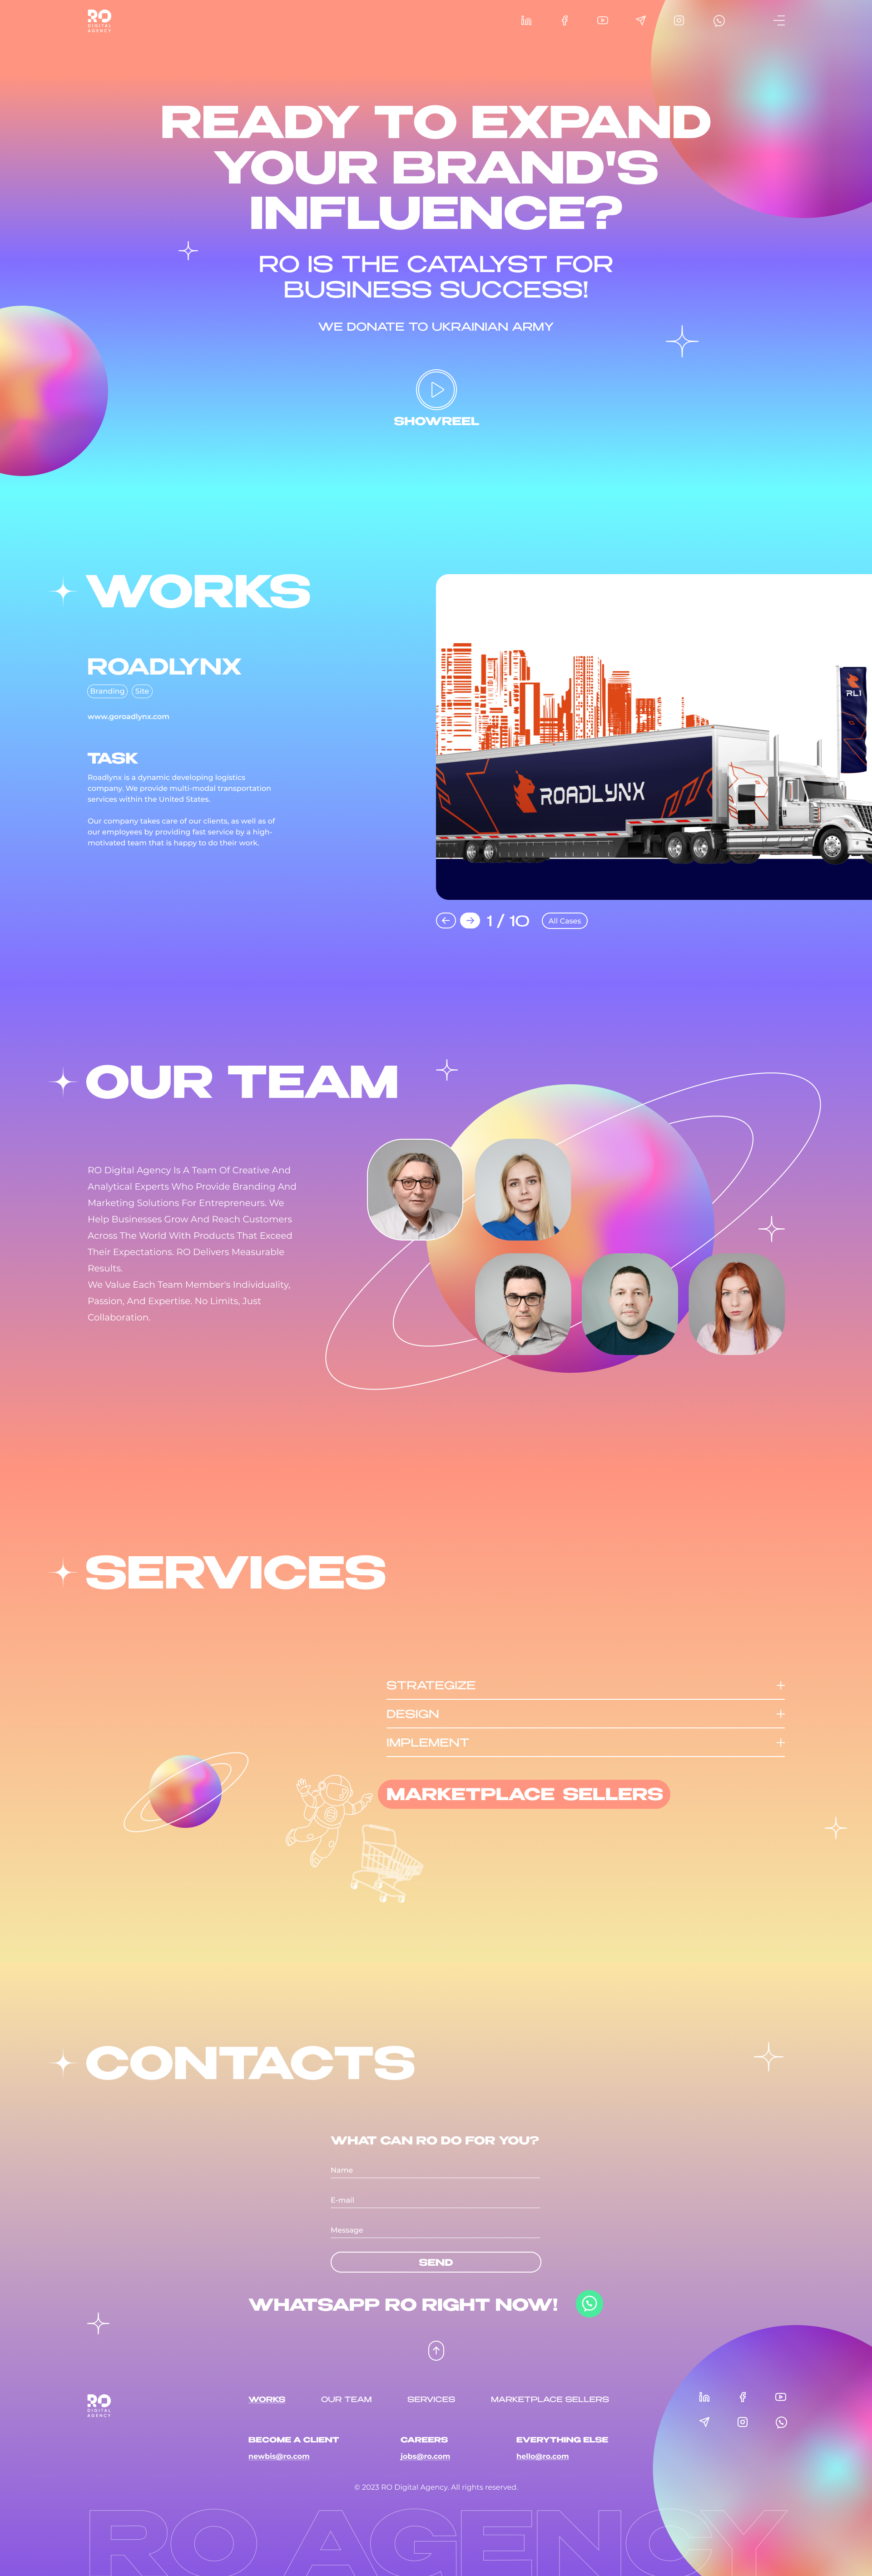 RO
DIGITAL
AGENCY
READY TO EXPAND
YOUR BRAND'S
INFLUENCE?
RO IS THE CATALYST FOR
BUSINESS SUCCESS!
WE DONATE TO UKRAINIAN ARMY
SHOWREEL
WORKS
ROADLYNX
Branding Site
www.goroadlynx.com
TASK
Roadlynx is a dynamic developing logistics
company. We provide multi-modal transportation
services within the United States.
Our company takes care of our clients, as well as of
our employees by providing fast service by a high-
motivated team that is happy to do their work.
ROADLYNX
RL1
1 / 10 All Cases
OUR TEAM
RO Digital Agency Is A Team Of Creative And
Analytical Experts Who Provide Branding And
Marketing Solutions For Entrepreneurs. We
Help Businesses Grow And Reach Customers
Across The World With Products That Exceed
Their Expectations. RO Delivers Measurable
Results.
We Value Each Team Member's Individuality,
Passion, And Expertise. No Limits, Just
Collaboration.
SERVICES
STRATEGIZE
DESIGN
IMPLEMENT
MARKETPLACE SELLERS
CONTACTS
WHAT CAN RO DO FOR YOU?
Name
E-mail
Message
SEND
WHATSAPP RO RIGHT NOW!
RO
DIGITAL
AGENCY
WORKS OUR TEAM SERVICES MARKETPLACE SELLERS
BECOME A CLIENT CAREERS EVERYTHING ELSE
newbis@ro.com jobs@ro.com hello@ro.com
© 2023 RO Digital Agency. All rights reserved.
RO AGENCY